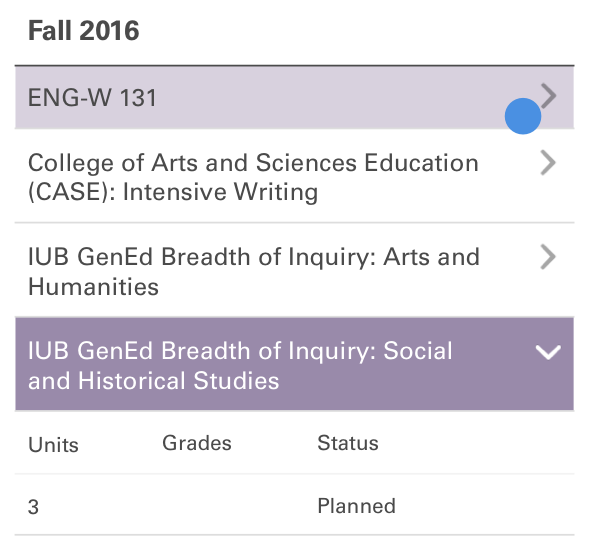 Fall 2016
ENG-W 131
College of Arts and Sciences Education
(CASE): Intensive Writing
IUB GenEd Breadth of Inquiry: Arts and
Humanities
IUB GenEd Breadth of Inquiry: Social
and Historical Studies
Units Grades Status
3 Planned